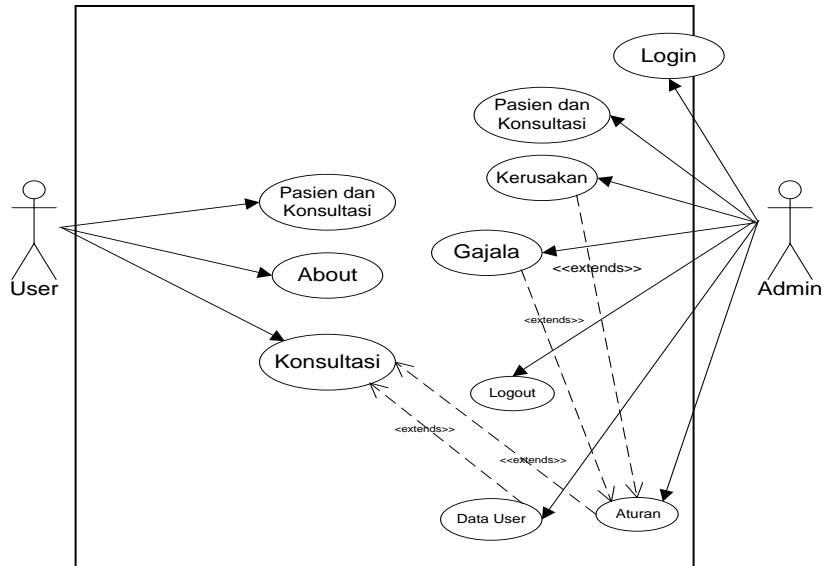 Login
Pasien dan
Konsultasi
Kerusakan
Pasien dan
Konsultasi
Gajala
<<extends>>
User
About
Admin
<extends>>
Konsultasi
Logout
<extends>>
<<extends>>
Data User
Aturan